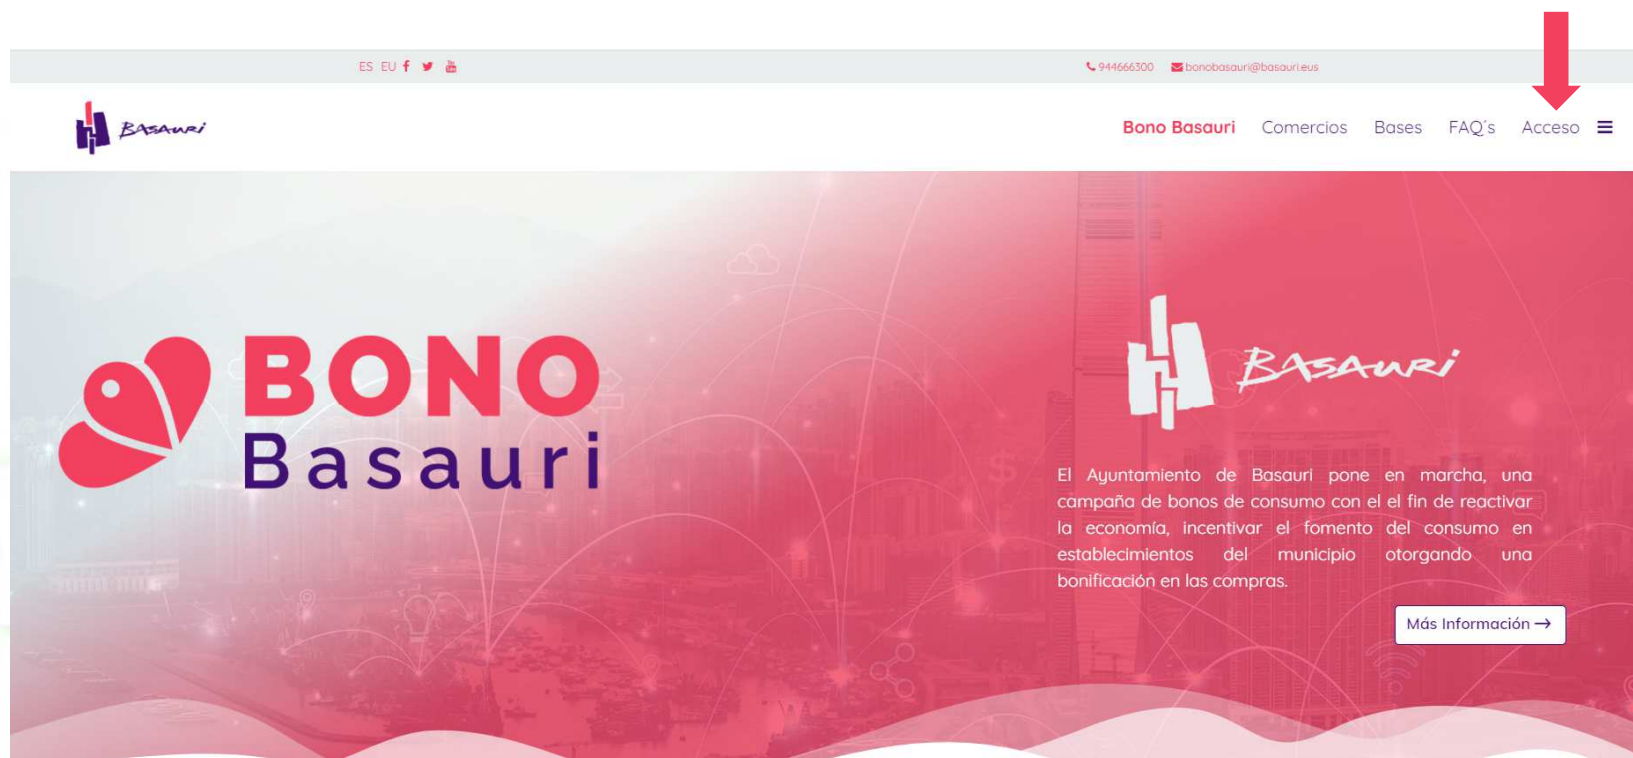 ES EU
944666300 bonobasauri@basauri.eus
BASAURI
Bono Basauri Comercios Bases FAQ´s Acceso
BONO
Basauri
BASAURI
El Ayuntamiento de Basauri pone en marcha, una
campaña de bonos de consumo con el el fin de reactivar
la economía, incentivar el fomento del consumo en
establecimientos del municipio otorgando una
bonificación en las compras.
Más Información →